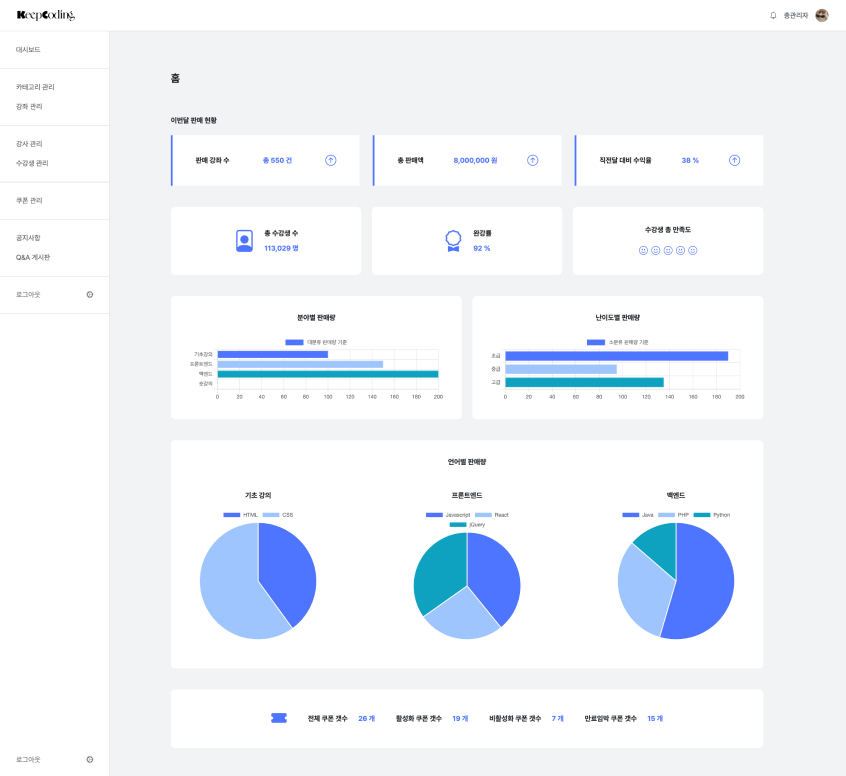 KeepCoding.
총관리자
대시보드
카테고리 관리
강좌 관리
강사 관리
수강생 관리
쿠폰 관리
공지사항
Q&A 게시판
로그아웃
로그아웃
홈
이번달 판매 현황
판매 강좌 수 총 550 건
총 판매액 8,000,000 원
직전달 대비 수익율 38 %
총 수강생 수
113,029 명
완강률
92 %
수강생 총 만족도
분야별 판매량
대분류 판매량 기준
기초강의
프론트엔드
백엔드
숏강의
0 20 40 60 80 100 120 140 160 180 200
난이도별 판매량
소분류 판매량 기준
초급
중급
고급
0 20 40 60 80 100 120 140 160 180 200
언어별 판매량
기초 강의
HTML CSS
프론트엔드
Javascript React
jQuery
백엔드
Java PHP Python
전체 쿠폰 갯수 26 개 활성화 쿠폰 갯수 19 개 비활성화 쿠폰 갯수 7 개 만료임박 쿠폰 갯수 15 개